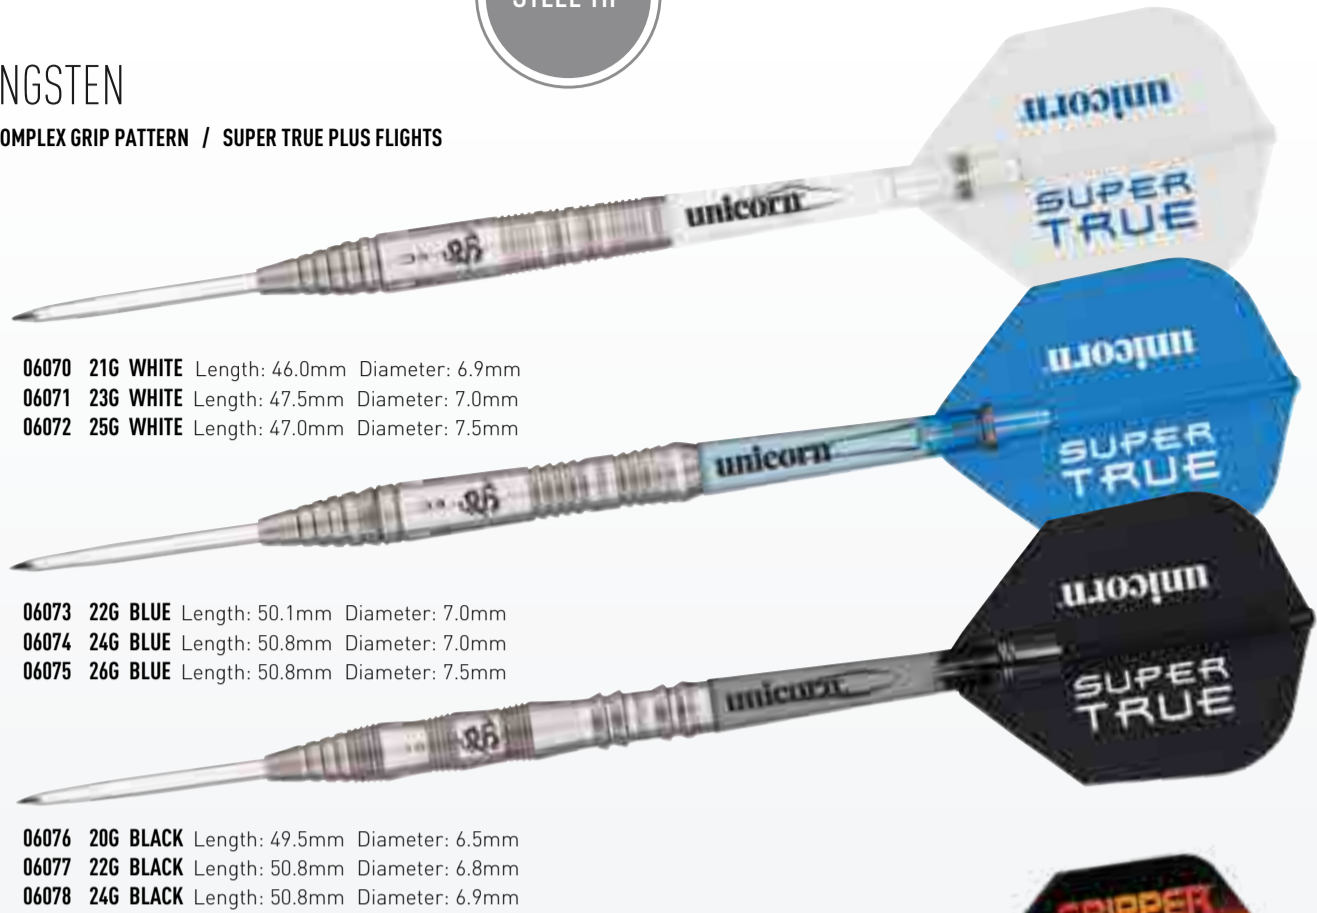 STEEL TIP
NGSTEN
OMPLEX GRIP PATTERN / SUPER TRUE PLUS FLIGHTS
unicorn
SUPER
TRUE
unicorn
06070 21G WHITE Length: 46.0mm Diameter: 6.9mm
06071 23G WHITE Length: 47.5mm Diameter: 7.0mm
06072 25G WHITE Length: 47.0mm Diameter: 7.5mm
unicorn
SUPER
TRUE
unicorn
06073 22G BLUE Length: 50.1mm Diameter: 7.0mm
06074 24G BLUE Length: 50.8mm Diameter: 7.0mm
06075 26G BLUE Length: 50.8mm Diameter: 7.5mm
unicorn
SUPER
TRUE
unicorn
06076 20G BLACK Length: 49.5mm Diameter: 6.5mm
06077 22G BLACK Length: 50.8mm Diameter: 6.8mm
06078 24G BLACK Length: 50.8mm Diameter: 6.9mm
GRIPPER